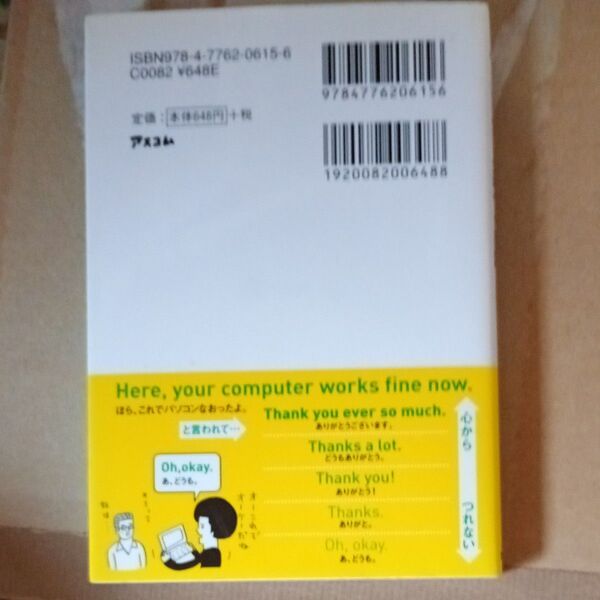 ISBN978-4-7762-0615-6
C0082 ¥648E
定価：本体648円+税
アスコム
9784776206156
1920082006488
Here, your computer works fine now.
ほら、これでパソコンなおったよ。
と言われて…
Thank you ever so much.
ありがとうございます。
Thanks a lot.
どうもありがとう。
Thank you!
ありがとう！
Thanks.
ありがと。
Oh, okay.
あ、どうも。
心から
つれない
Oh,okay.
あ、どうも。